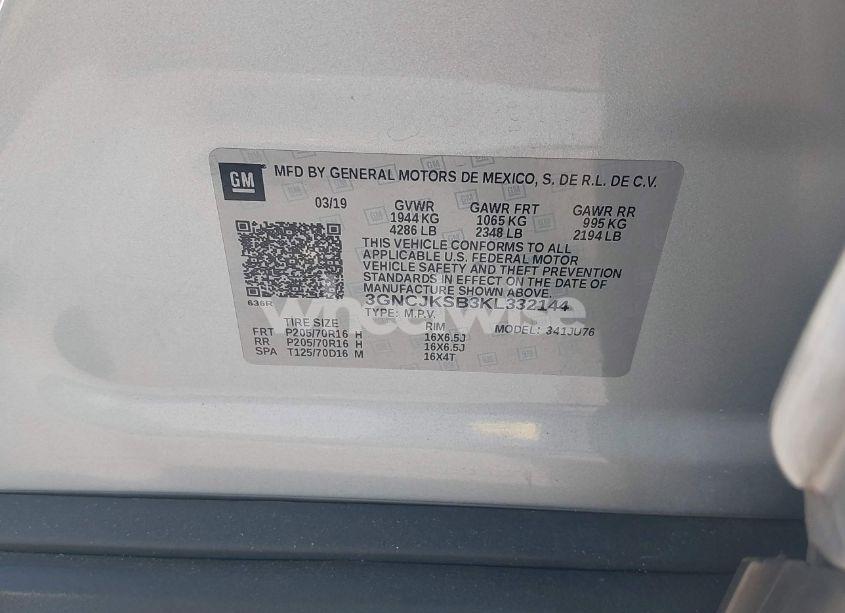 GM
MFD BY GENERAL MOTORS DE MEXICO, S. DE R.L. DE C.V.
03/19 GVWR GAWR FRT GAWR RR
1944 KG 1065 KG 995 KG
4286 LB 2348 LB 2194 LB
THIS VEHICLE CONFORMS TO ALL
APPLICABLE U.S. FEDERAL MOTOR
VEHICLE SAFETY AND THEFT PREVENTION
STANDARDS IN EFFECT ON THE DATE OF
MANUFACTURE SHOWN ABOVE.
636R 3GNCJKSB3KL332144
wheelwise
TYPE: M.P.V. MODEL: 341JU76
TIRE SIZE RIM
FRT P205/70R16 H 16X6.5J
RR P205/70R16 H 16X6.5J
SPA T125/70D16 M 16X4T